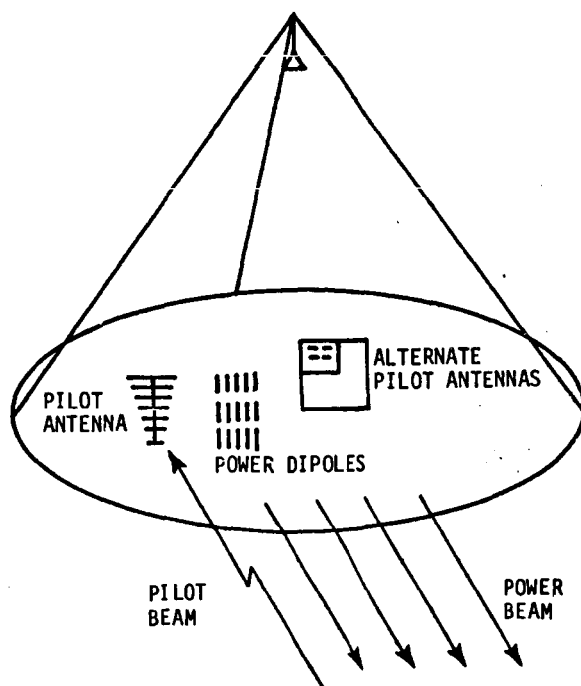 ALTERNATE
PILOT ANTENNAS
PILOT
ANTENNA
POWER DIPOLES
PILOT
BEAM
POWER
BEAM